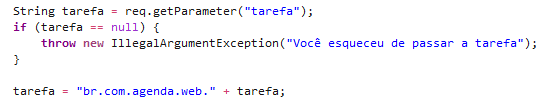 String tarefa = req.getParameter("tarefa");
if (tarefa == null) {
    throw new IllegalArgumentException("Você esqueceu de passar a tarefa");
}
tarefa = "br.com.agenda.web." + tarefa;